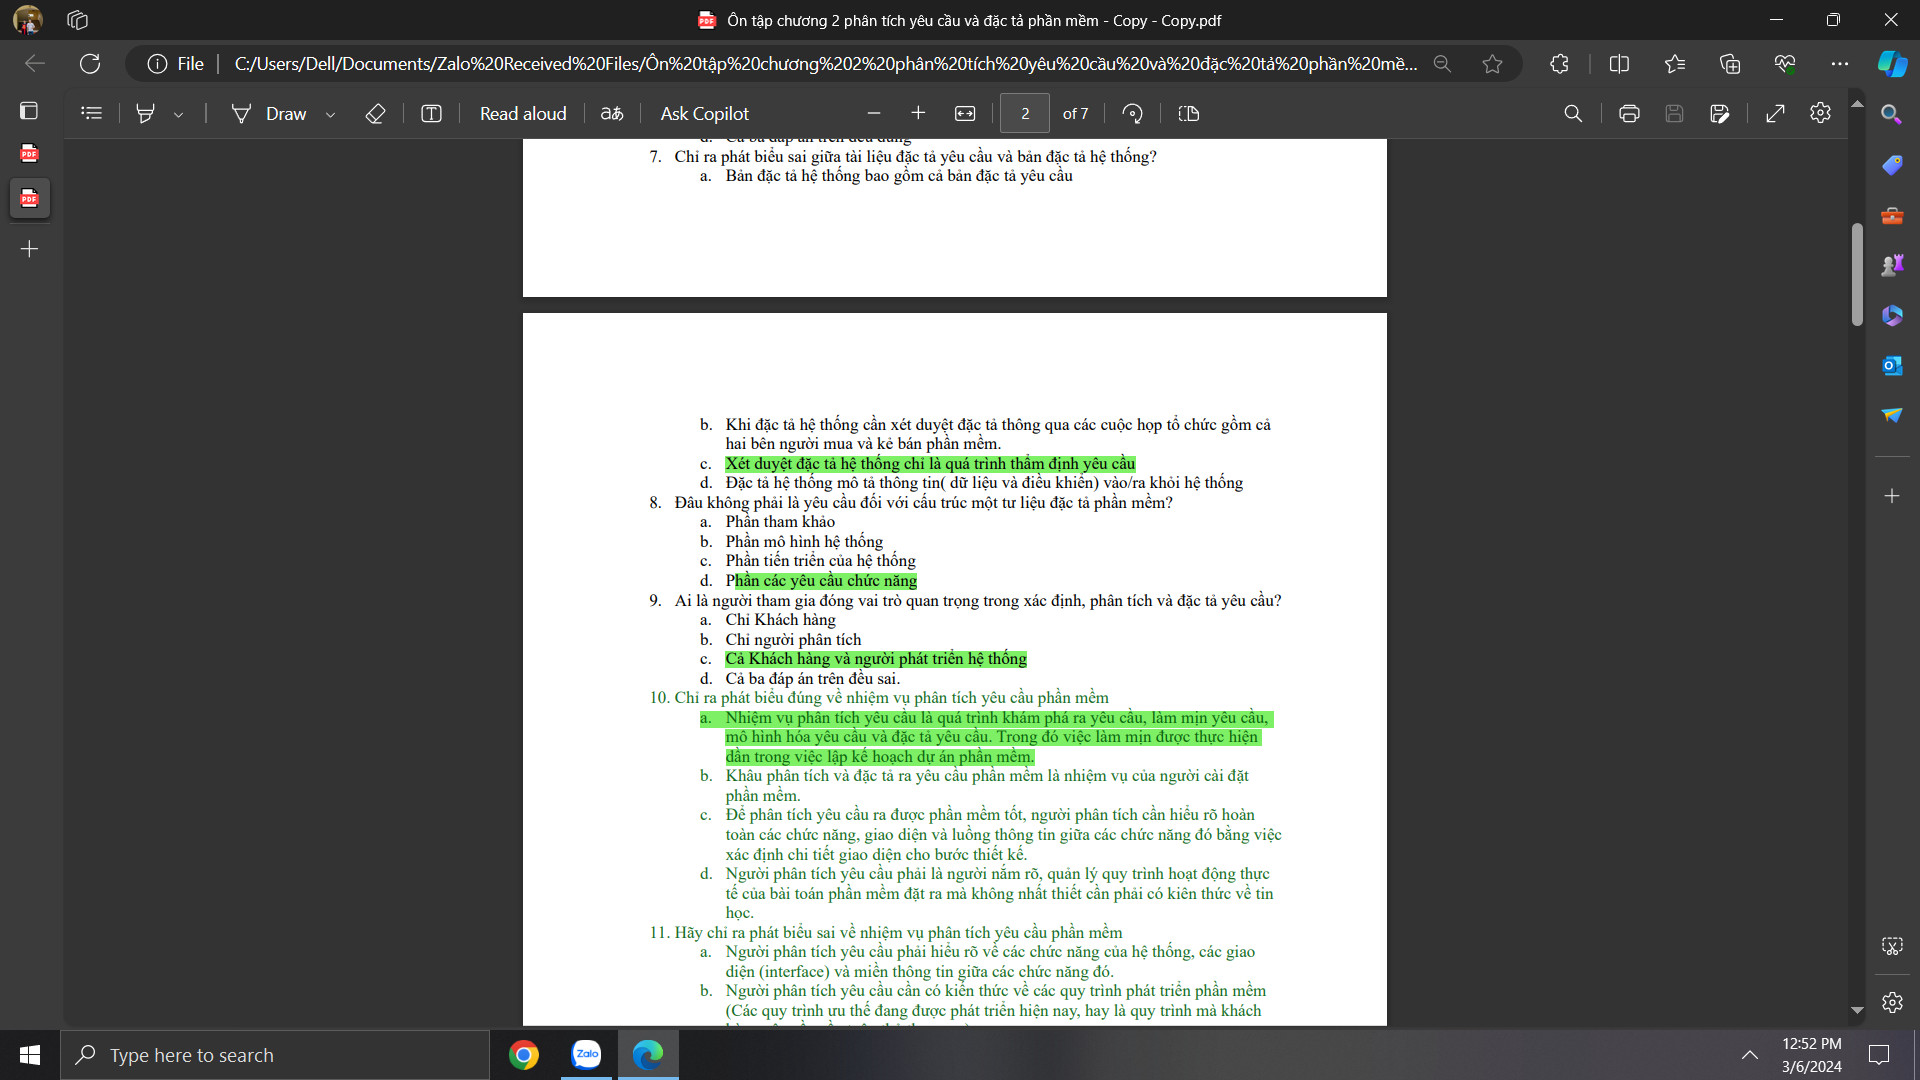 Ôn tập chương 2 phân tích yêu cầu và đặc tả phần mềm - Copy - Copy.pdf
File
C:/Users/Dell/Documents/Zalo%20Received%20Files/Ôn%20tập%20chương%202%20phân%20tích%20yêu%20cầu%20và%20đặc%20tả%20phần%20mề...
Draw
Read aloud
Ask Copilot
2 of 7
d. Cả ba đáp án trên đều đúng
7. Chỉ ra phát biểu sai giữa tài liệu đặc tả yêu cầu và bản đặc tả hệ thống?
a. Bản đặc tả hệ thống bao gồm cả bản đặc tả yêu cầu
b. Khi đặc tả hệ thống cần xét duyệt đặc tả thông qua các cuộc họp tổ chức gồm cả
hai bên người mua và kẻ bán phần mềm.
c. Xét duyệt đặc tả hệ thống chỉ là quá trình thẩm định yêu cầu
d. Đặc tả hệ thống mô tả thông tin( dữ liệu và điều khiển) vào/ra khỏi hệ thống
8. Đâu không phải là yêu cầu đối với cấu trúc một tư liệu đặc tả phần mềm?
a. Phần tham khảo
b. Phần mô hình hệ thống
c. Phần tiến triển của hệ thống
d. Phần các yêu cầu chức năng
9. Ai là người tham gia đóng vai trò quan trọng trong xác định, phân tích và đặc tả yêu cầu?
a. Chỉ Khách hàng
b. Chỉ người phân tích
c. Cả Khách hàng và người phát triển hệ thống
d. Cả ba đáp án trên đều sai.
10. Chỉ ra phát biểu đúng về nhiệm vụ phân tích yêu cầu phần mềm
a. Nhiệm vụ phân tích yêu cầu là quá trình khám phá ra yêu cầu, làm mịn yêu cầu,
mô hình hóa yêu cầu và đặc tả yêu cầu. Trong đó việc làm mịn được thực hiện
dần trong việc lập kế hoạch dự án phần mềm.
b. Khâu phân tích và đặc tả ra yêu cầu phần mềm là nhiệm vụ của người cài đặt
phần mềm.
c. Để phân tích yêu cầu ra được phần mềm tốt, người phân tích cần hiểu rõ hoàn
toàn các chức năng, giao diện và luồng thông tin giữa các chức năng đó bằng việc
xác định chi tiết giao diện cho bước thiết kế.
d. Người phân tích yêu cầu phải là người nắm rõ, quản lý quy trình hoạt động thực
tế của bài toán phần mềm đặt ra mà không nhất thiết cần phải có kiên thức về tin
học.
11. Hãy chỉ ra phát biểu sai về nhiệm vụ phân tích yêu cầu phần mềm
a. Người phân tích yêu cầu phải hiểu rõ về các chức năng của hệ thống, các giao
diện (interface) và miền thông tin giữa các chức năng đó.
b. Người phân tích yêu cầu cần có kiến thức về các quy trình phát triển phần mềm
(Các quy trình ưu thế đang được phát triển hiện nay, hay là quy trình mà khách
Type here to search
Zalo
12:52 PM
3/6/2024